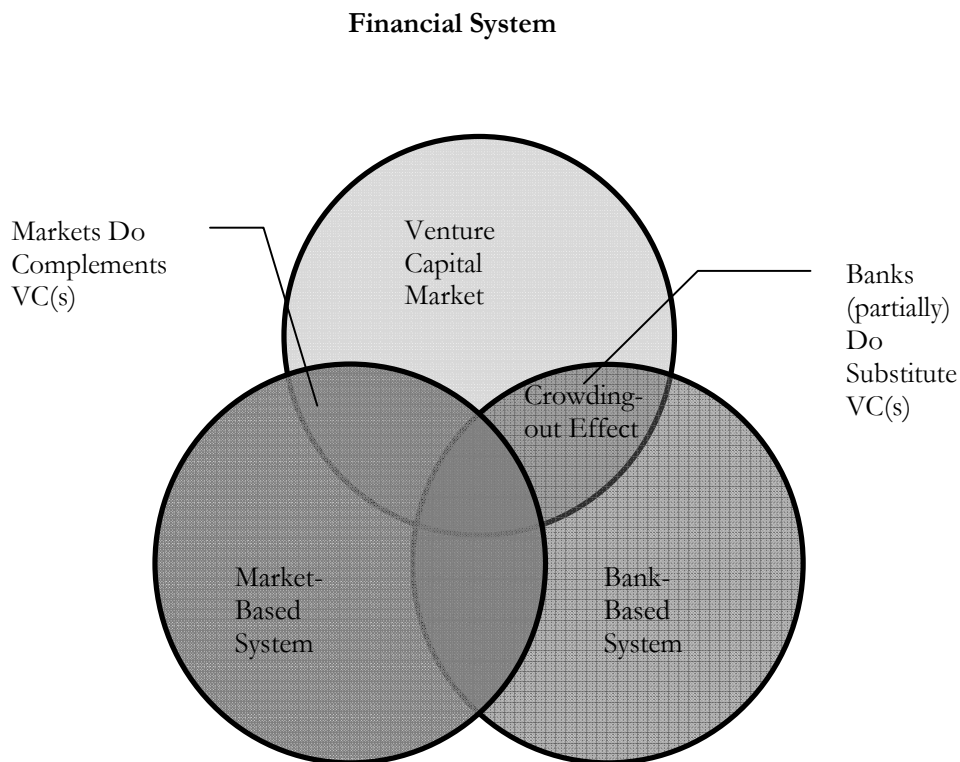 Financial System
Markets Do
Complements
VC(s)
Venture
Capital
Market
Banks
(partially)
Do
Substitute
VC(s)
Crowding-
out Effect
Market-
Based
System
Bank-
Based
System